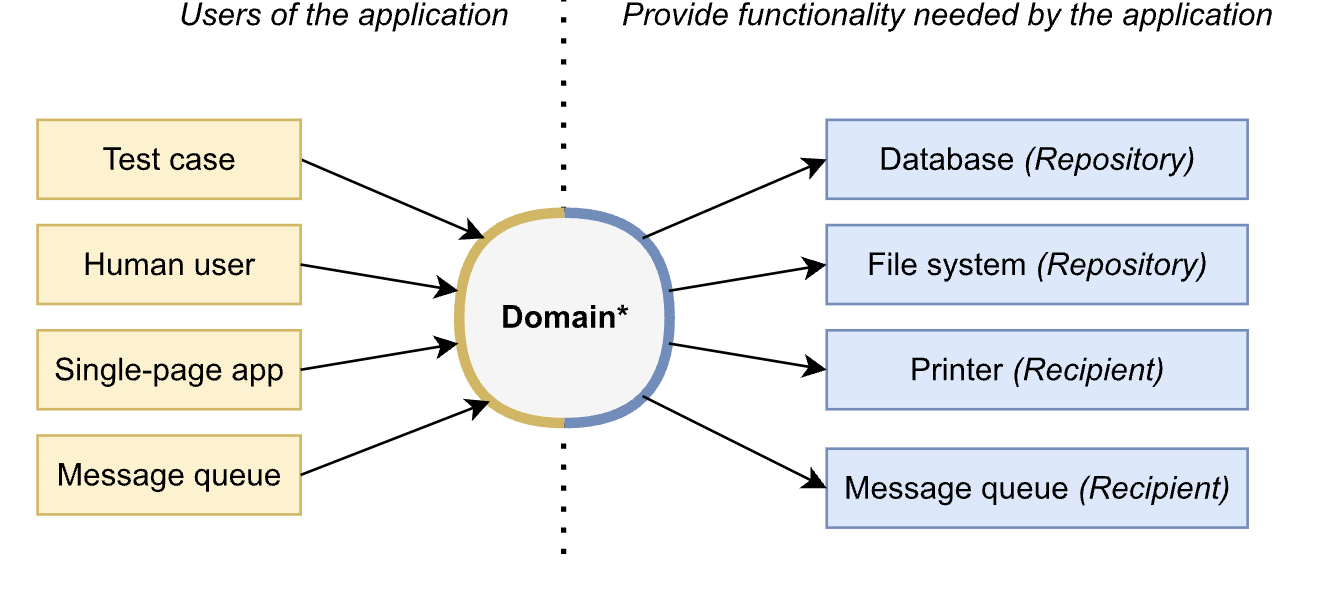 Users of the application
Provide functionality needed by the application
Test case
Human user
Single-page app
Message queue
Domain*
Database (Repository)
File system (Repository)
Printer (Recipient)
Message queue (Recipient)